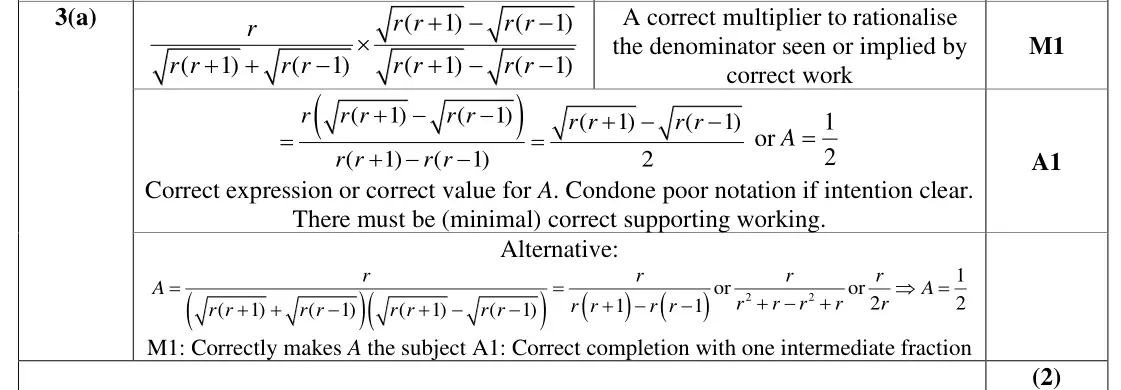 3(a)
r/(√(r(r+1)) + √(r(r−1))) × (√(r(r+1)) − √(r(r−1)))/(√(r(r+1)) − √(r(r−1)))
A correct multiplier to rationalise
the denominator seen or implied by
correct work
M1
= r(√(r(r+1)) − √(r(r−1)))/(r(r+1) − r(r−1)) = (√(r(r+1)) − √(r(r−1)))/2 or A = 1/2
Correct expression or correct value for A. Condone poor notation if intention clear.
There must be (minimal) correct supporting working.
A1
Alternative:
A = r/((√(r(r+1)) + √(r(r−1)))(√(r(r+1)) − √(r(r−1)))) = r/(r(r+1) − r(r−1)) or r/(r² + r − r² + r) or r/2r ⇒ A = 1/2
M1: Correctly makes A the subject A1: Correct completion with one intermediate fraction
(2)